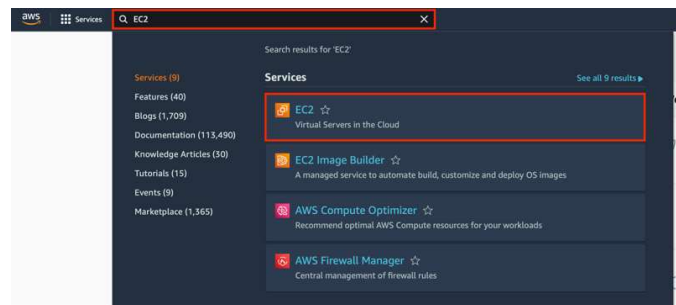 aws Services EC2 X
Search results for 'EC2'
Services (9)
Features (40)
Blogs (1,709)
Documentation (113,490)
Knowledge Articles (30)
Tutorials (15)
Events (9)
Marketplace (1,365)
Services See all 9 results ▶
EC2 ☆
Virtual Servers in the Cloud
EC2 Image Builder ☆
A managed service to automate build, customize and deploy OS images
AWS Compute Optimizer ☆
Recommend optimal AWS Compute resources for your workloads
AWS Firewall Manager ☆
Central management of firewall rules